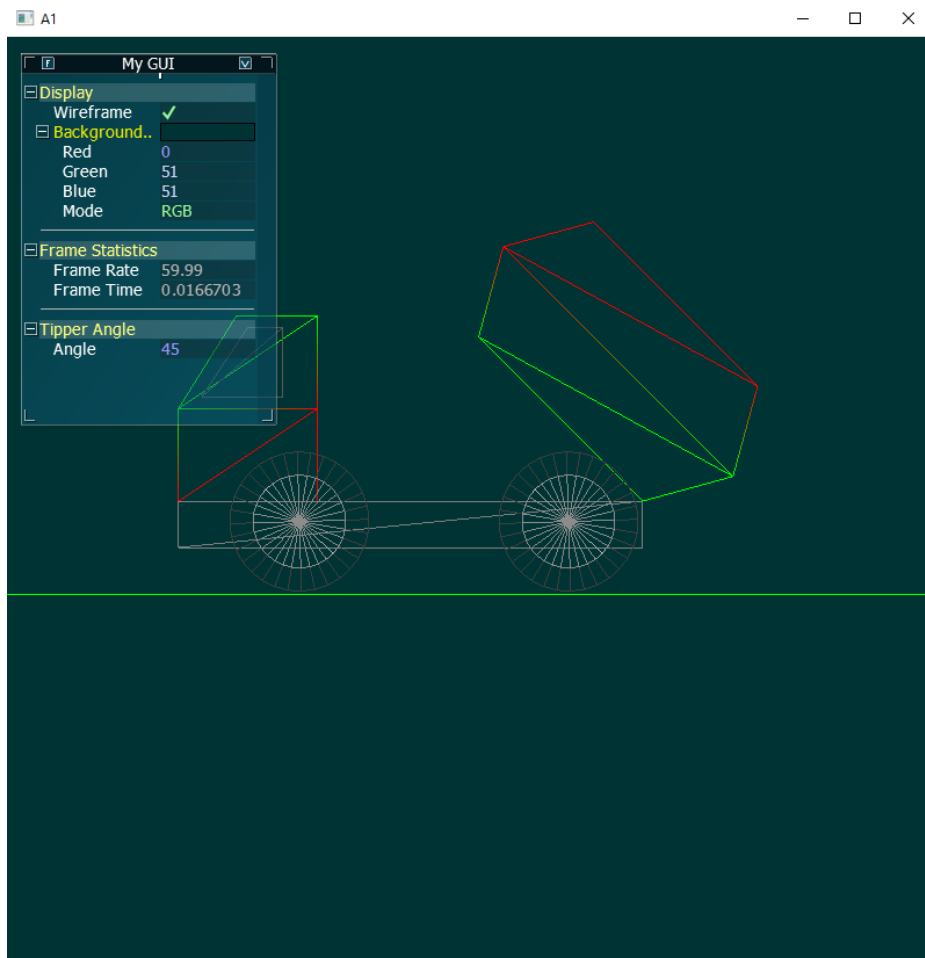 A1
My GUI
Display
Wireframe
Background..
Red 0
Green 51
Blue 51
Mode RGB
Frame Statistics
Frame Rate 59.99
Frame Time 0.0166703
Tipper Angle
Angle 45